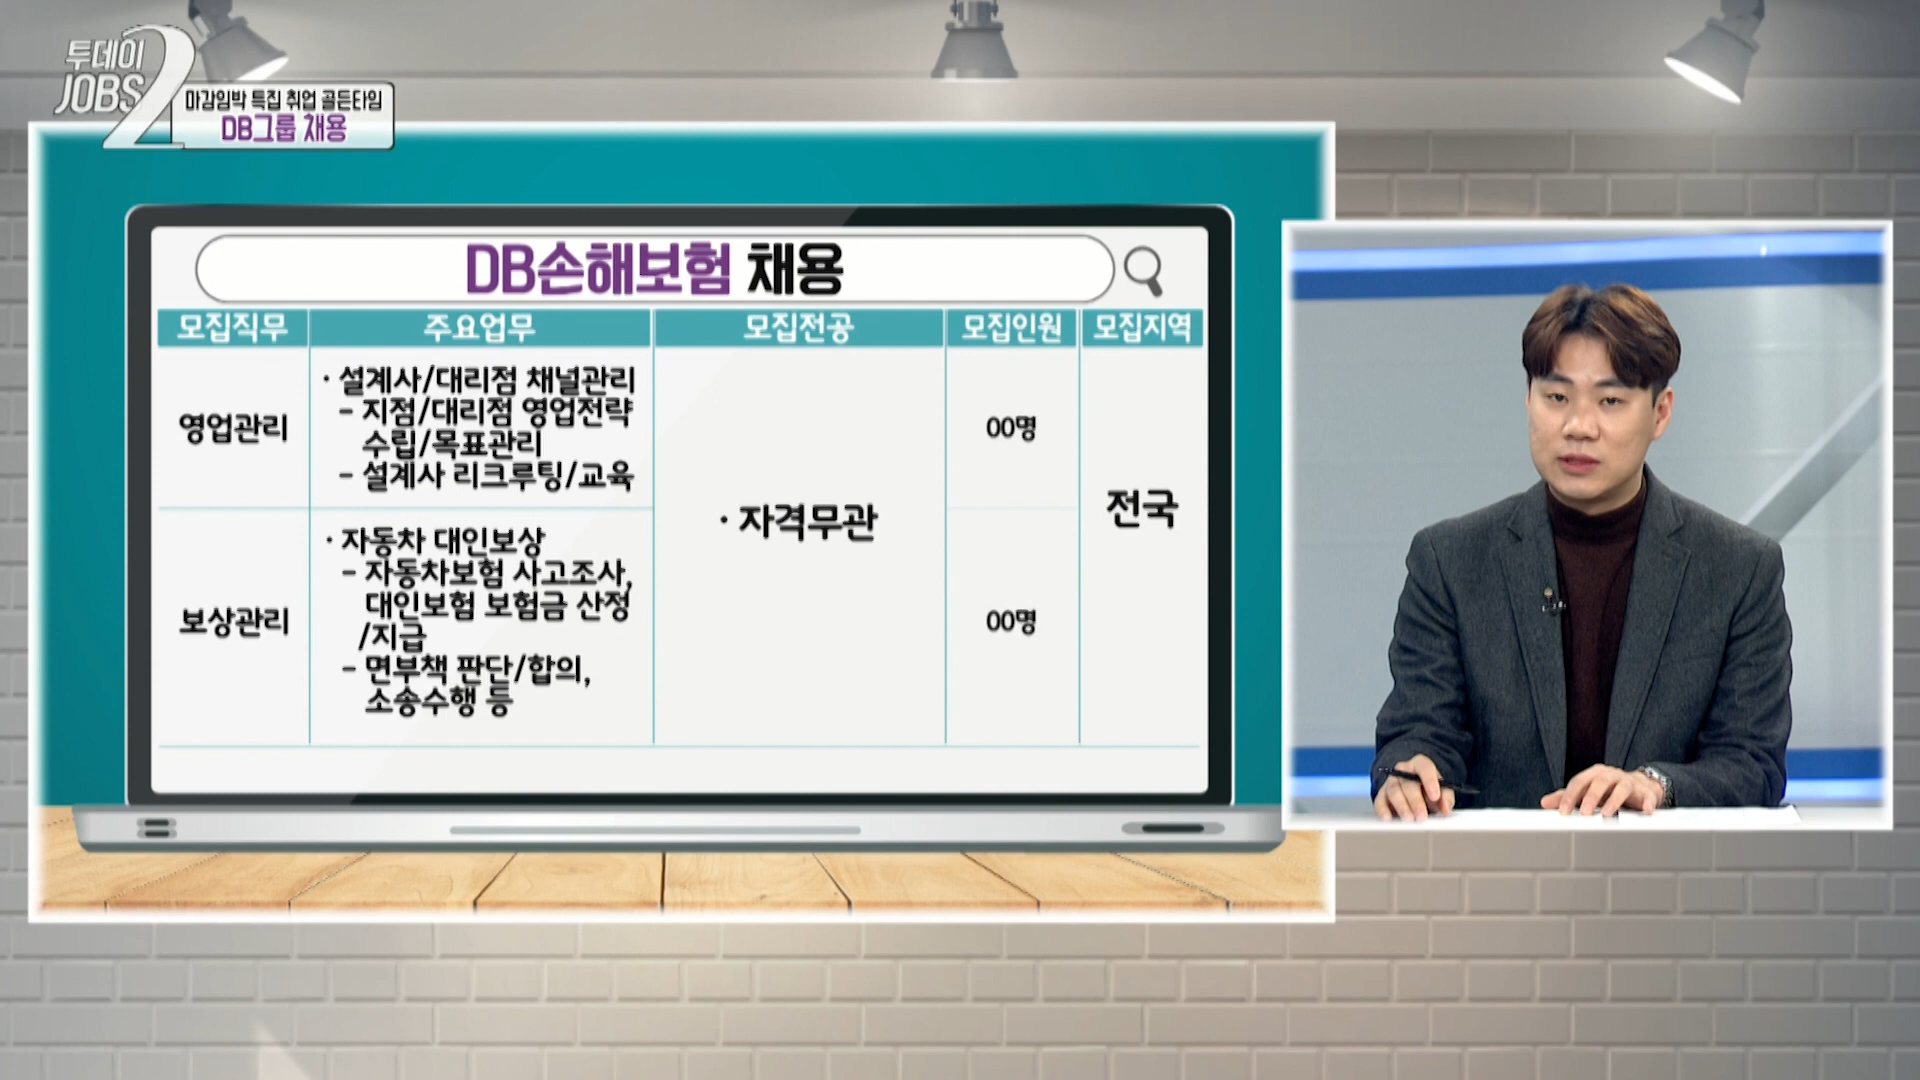 투데이
JOBS 2
마감임박 특집 취업 골든타임
DB그룹 채용
DB손해보험 채용
모집직무 주요업무 모집전공 모집인원 모집지역
영업관리
· 설계사/대리점 채널관리
- 지점/대리점 영업전략
수립/목표관리
- 설계사 리크루팅/교육
00명
보상관리
· 자동차 대인보상
- 자동차보험 사고조사,
대인보험 보험금 산정
/지급
- 면부책 판단/합의,
소송수행 등
· 자격무관
00명
전국